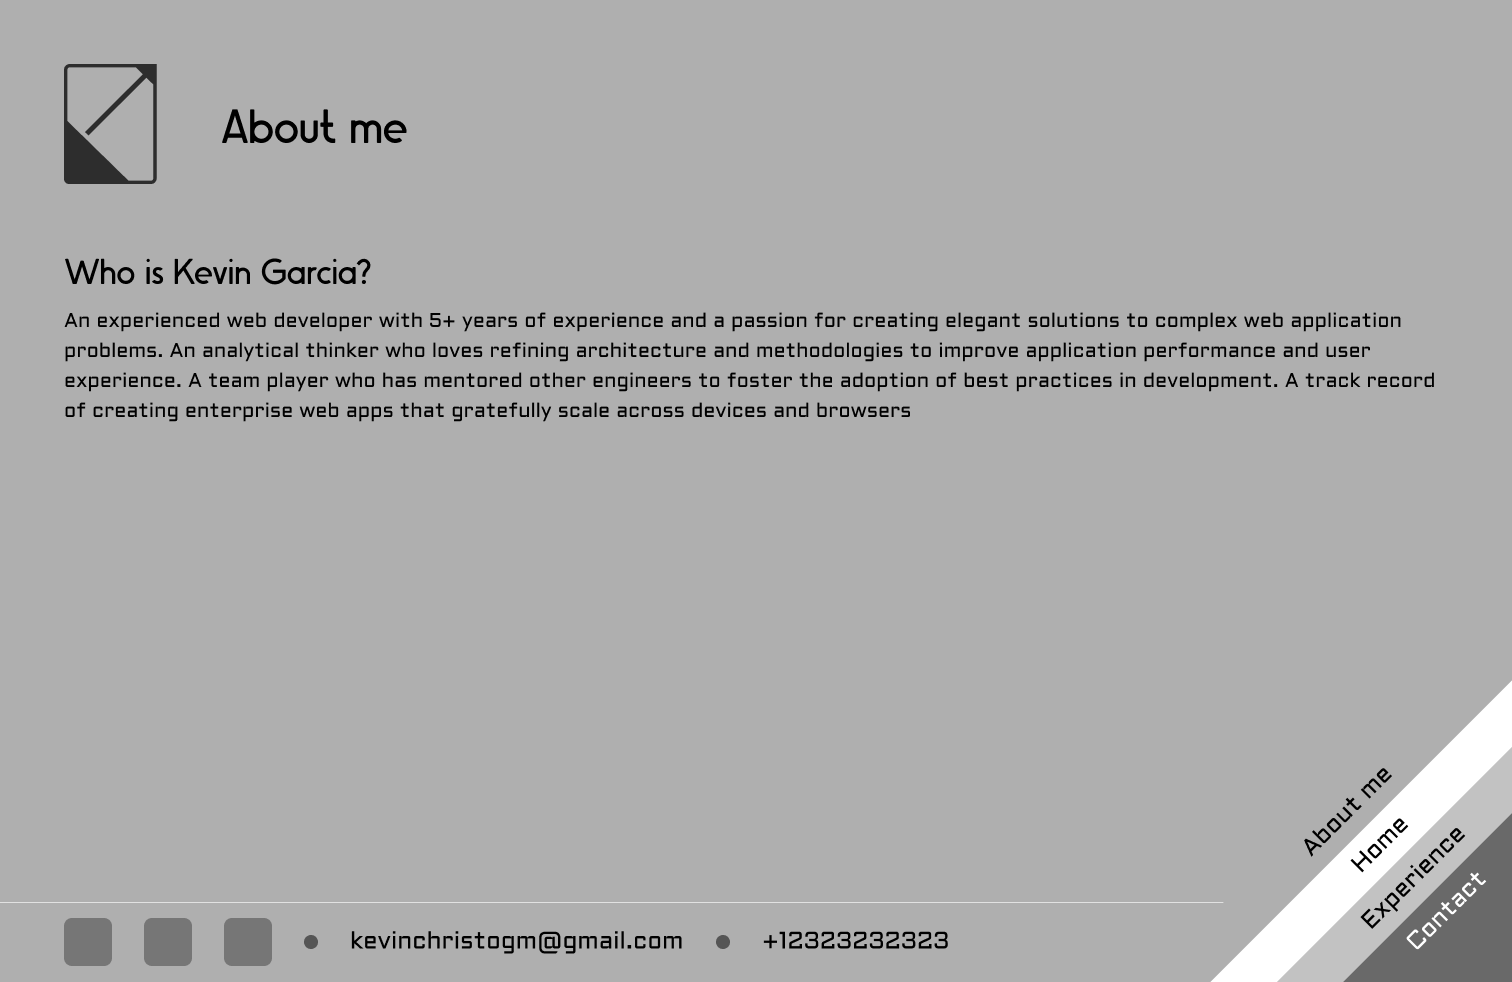 About me
Who is Kevin Garcia?
An experienced web developer with 5+ years of experience and a passion for creating elegant solutions to complex web application
problems. An analytical thinker who loves refining architecture and methodologies to improve application performance and user
experience. A team player who has mentored other engineers to foster the adoption of best practices in development. A track record
of creating enterprise web apps that gratefully scale across devices and browsers
About me
Home
Experience
Contact
kevinchristogm@gmail.com
+12323232323